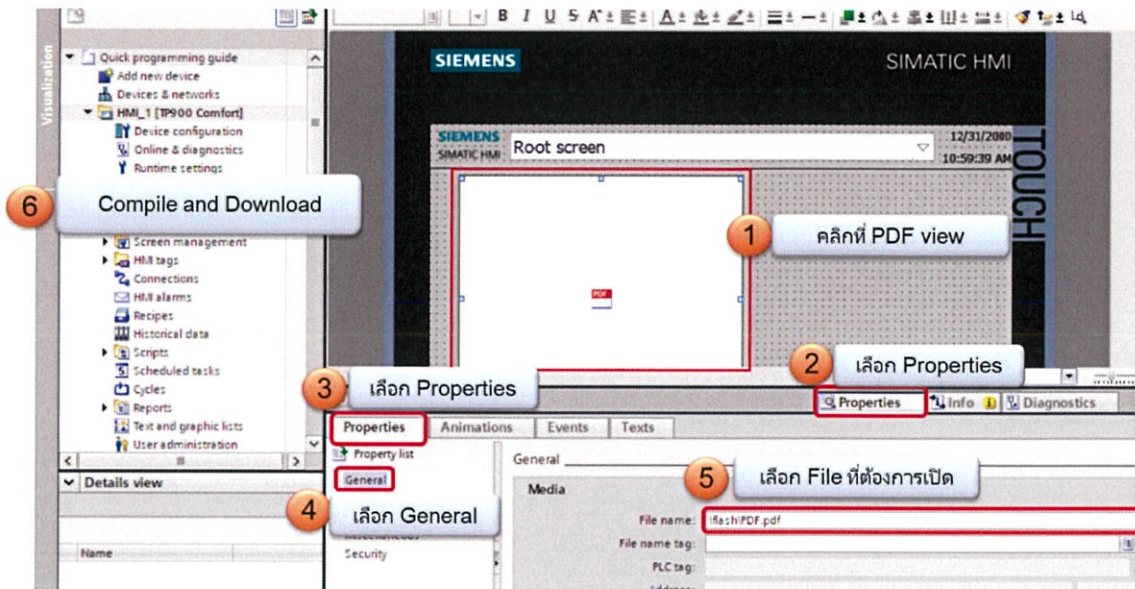 B I U S A
Visualization
Quick programming guide
Add new device
Devices & networks
HMI_1 [TP900 Comfort]
Device configuration
Online & diagnostics
Runtime settings
6 Compile and Download
Screen management
HMI tags
Connections
HMI alarms
Recipes
Historical data
Scripts
Scheduled tasks
Cycles
Reports
Text and graphic lists
User administration
Details view
Name
SIEMENS
SIMATIC HMI
TOUCH
SIEMENS
SIMATIC HMI
Root screen
12/31/2000
10:59:39 AM
1 คลิกที่ PDF view
PDF
2 เลือก Properties
Properties Info Diagnostics
3 เลือก Properties
Properties Animations Events Texts
Property list
General
4 เลือก General
Miscellaneous
Security
General
Media
5 เลือก File ที่ต้องการเปิด
File name: \flash\PDF.pdf
File name tag:
PLC tag:
Address: